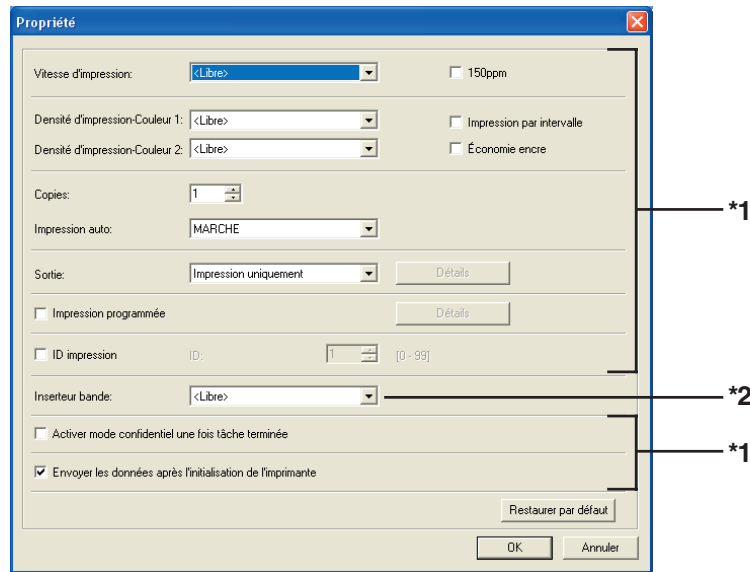 Propriété
Vitesse d'impression: <Libre> 150ppm
Densité d'impression-Couleur 1: <Libre> Impression par intervalle
Densité d'impression-Couleur 2: <Libre> Économie encre
Copies: 1
*1
Impression auto: MARCHE
Sortie: Impression uniquement Détails
Impression programmée Détails
ID impression ID: 1 [0 - 99]
Inserteur bande: <Libre> *2
Activer mode confidentiel une fois tâche terminée
*1
Envoyer les données après l'initialisation de l'imprimante
Restaurer par défaut
OK Annuler